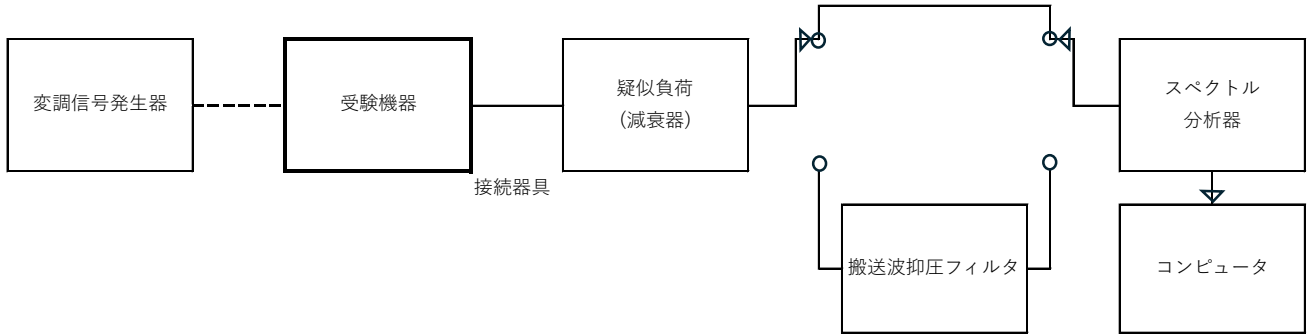 変調信号発生器
受験機器
疑似負荷
(減衰器)
スペクトル
分析器
接続器具
搬送波抑圧フィルタ
コンピュータ